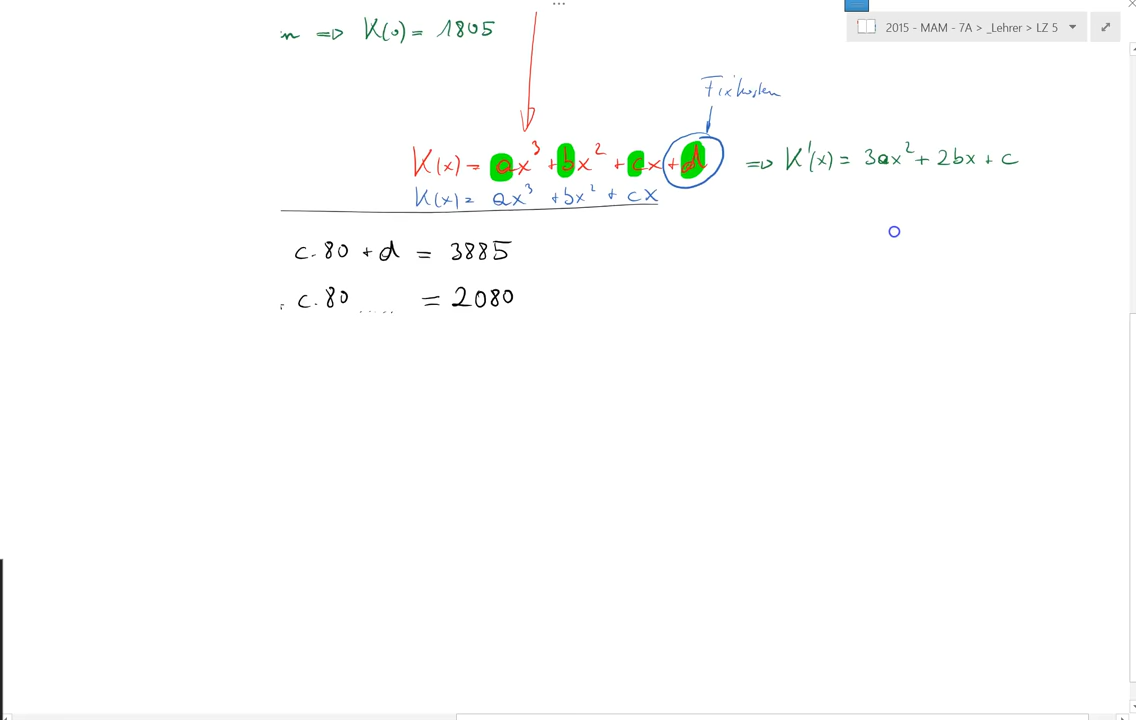 2015 - MAM - 7A > _Lehrer > LZ 5
⇒ K(0) = 1805
Fixkosten
K(x) = ax³ + bx² + cx + d ⇒ K'(x) = 3ax² + 2bx + c
K(x) = ax³ + bx² + cx
c · 80 + d = 3885
· c · 80 ..... = 2080